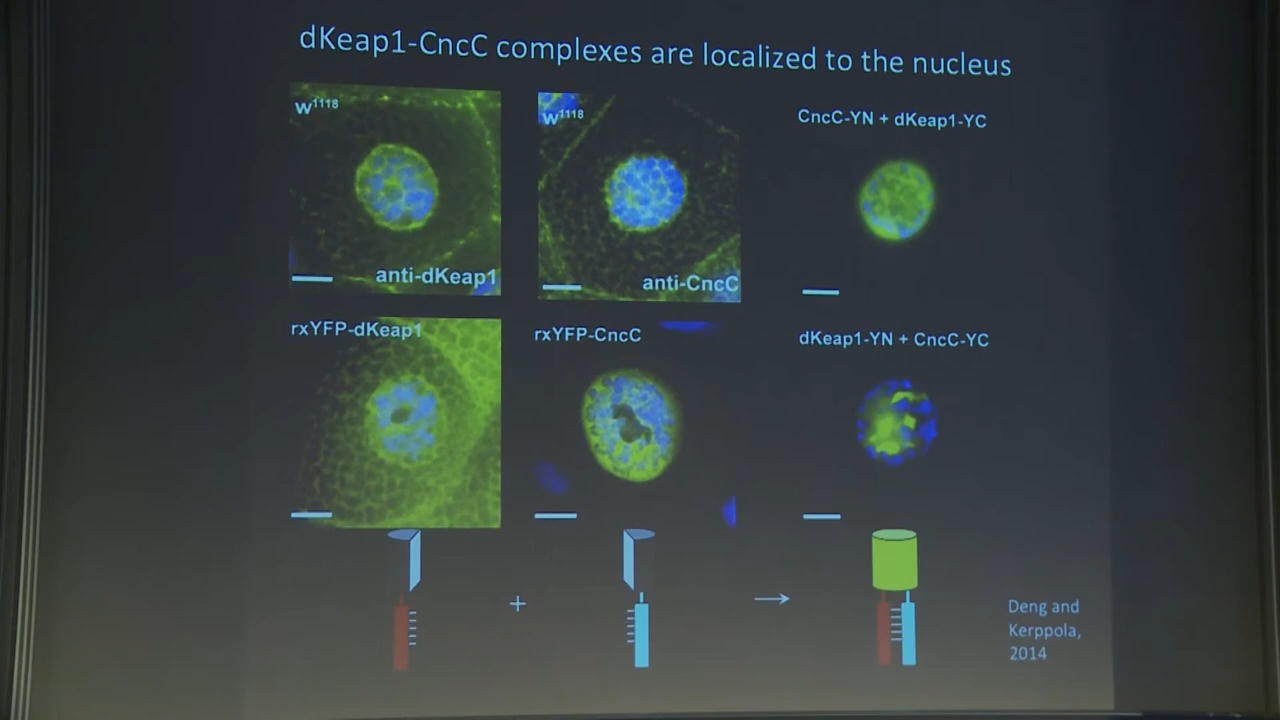 dKeap1-CncC complexes are localized to the nucleus
w1118
anti-dKeap1
w1118
anti-CncC
CncC-YN + dKeap1-YC
rxYFP-dKeap1
rxYFP-CncC
dKeap1-YN + CncC-YC
+
Deng and
Kerppola,
2014